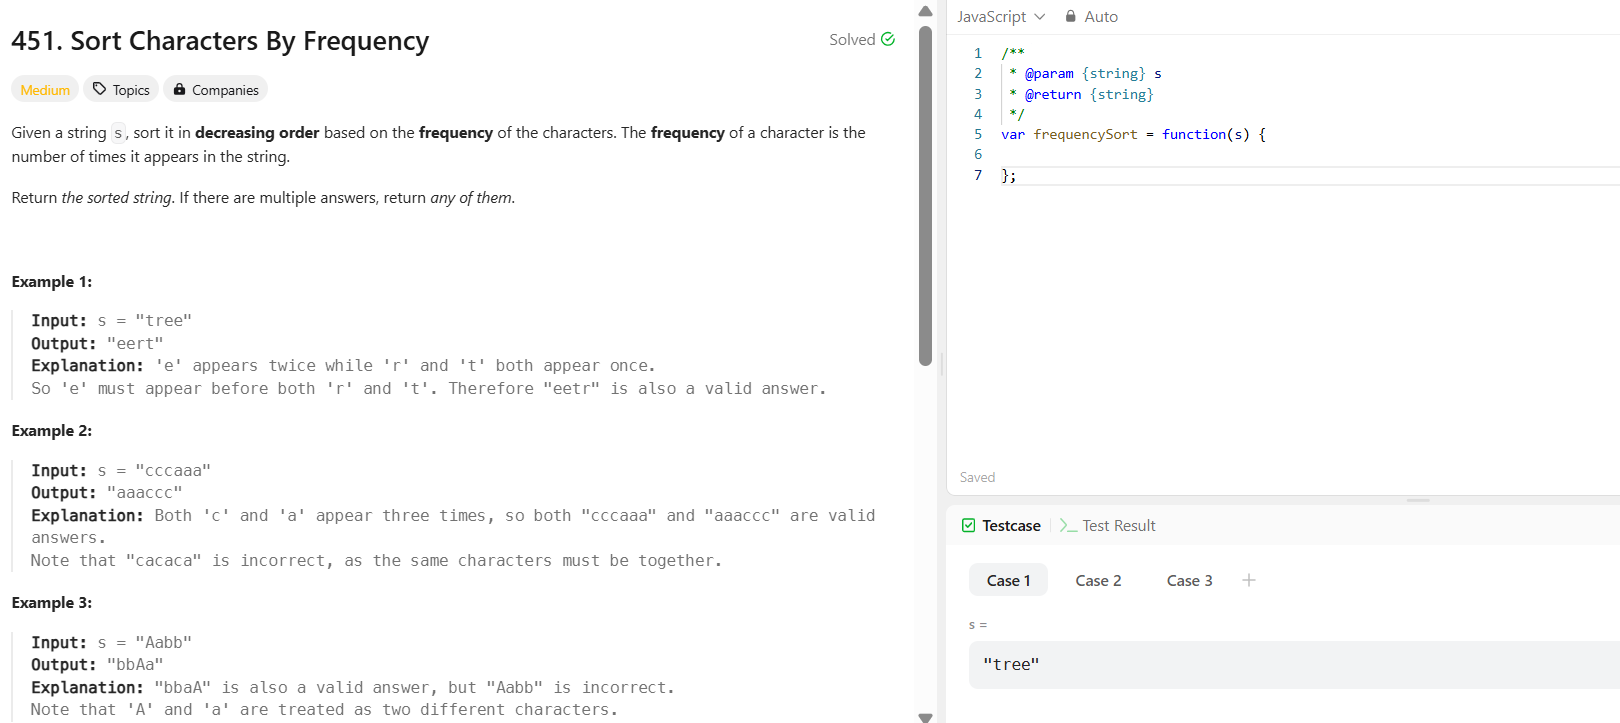 451. Sort Characters By Frequency
Solved
Medium
Topics
Companies
Given a string s, sort it in decreasing order based on the frequency of the characters. The frequency of a character is the
number of times it appears in the string.
Return the sorted string. If there are multiple answers, return any of them.
Example 1:
Input: s = "tree"
Output: "eert"
Explanation: 'e' appears twice while 'r' and 't' both appear once.
So 'e' must appear before both 'r' and 't'. Therefore "eetr" is also a valid answer.
Example 2:
Input: s = "cccaaa"
Output: "aaaccc"
Explanation: Both 'c' and 'a' appear three times, so both "cccaaa" and "aaaccc" are valid
answers.
Note that "cacaca" is incorrect, as the same characters must be together.
Example 3:
Input: s = "Aabb"
Output: "bbAa"
Explanation: "bbaA" is also a valid answer, but "Aabb" is incorrect.
Note that 'A' and 'a' are treated as two different characters.
JavaScript
Auto
1 /**
2  * @param {string} s
3  * @return {string}
4  */
5 var frequencySort = function(s) {
6
7 };
Saved
Testcase
Test Result
Case 1
Case 2
Case 3
s =
"tree"